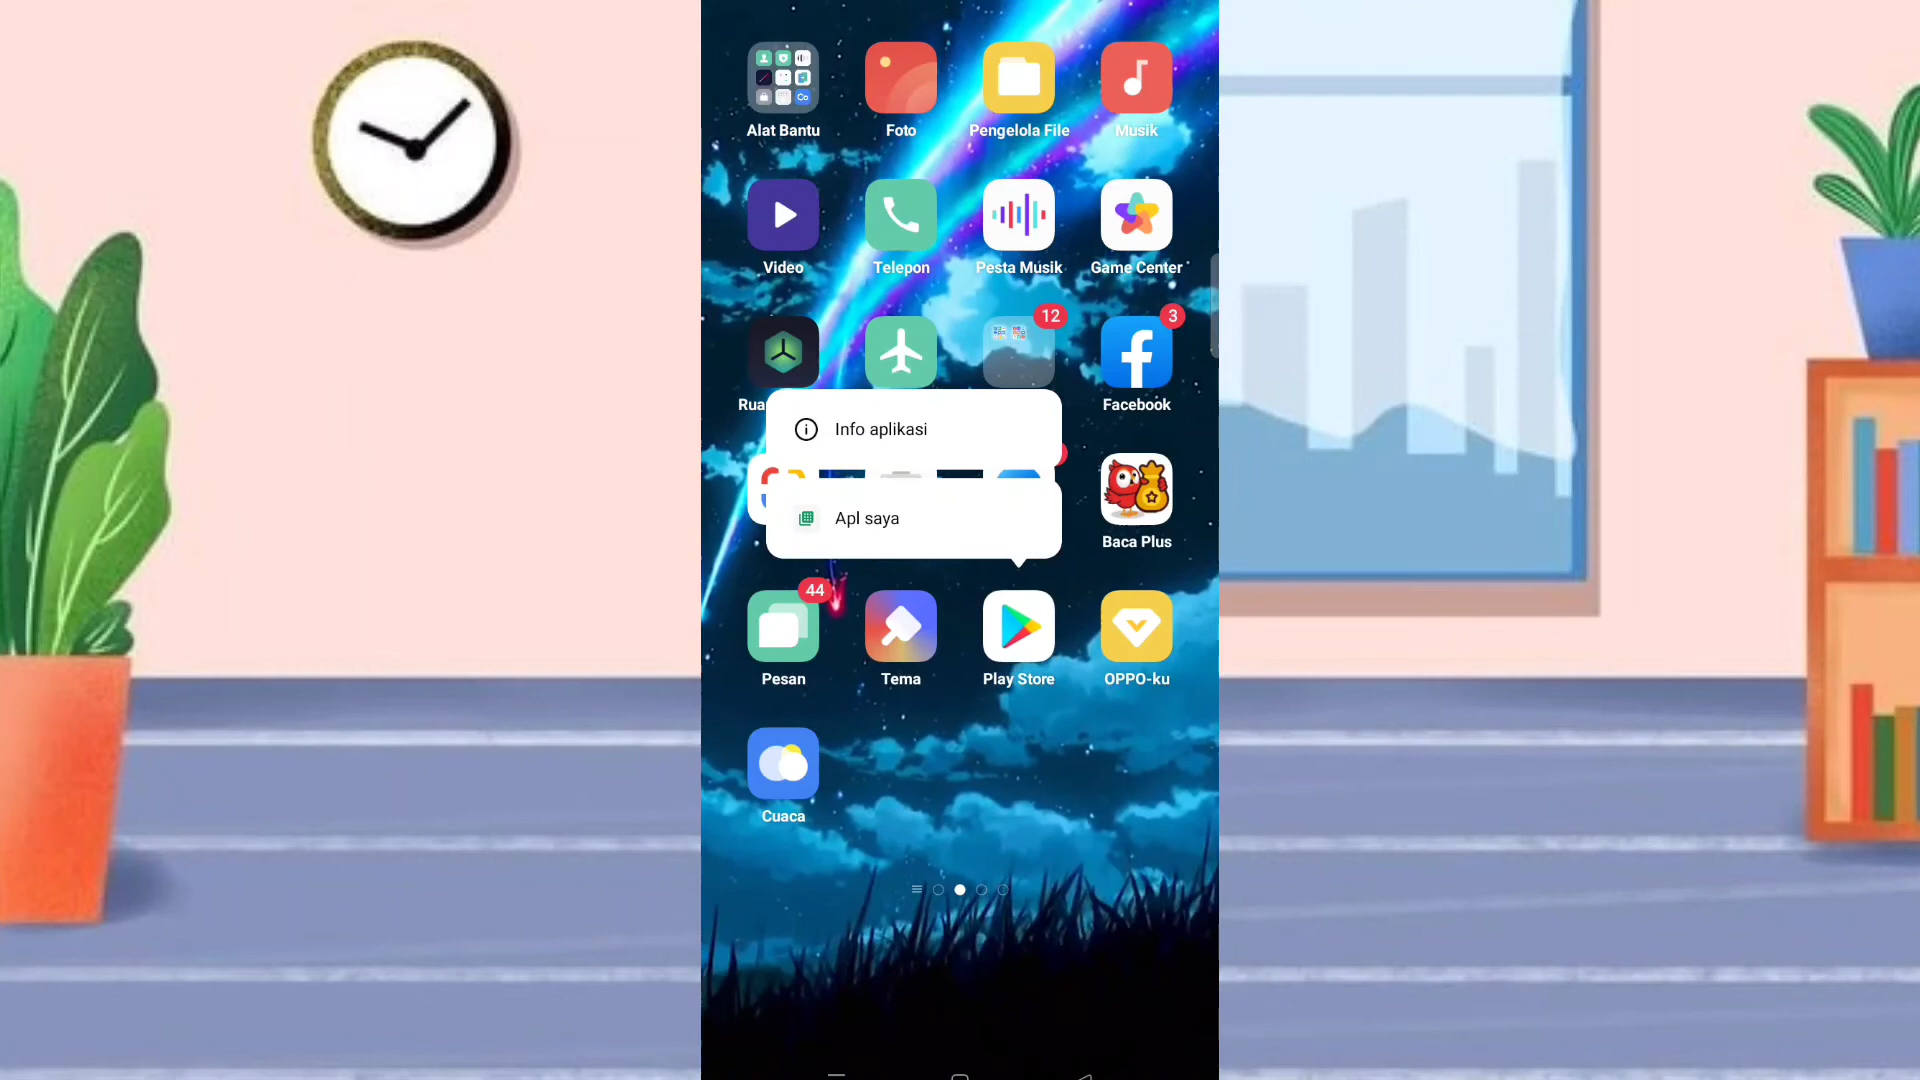 Alat Bantu
Foto
Pengelola File
Musik
Video
Telepon
Pesta Musik
Game Center
12
3
Facebook
Info aplikasi
Apl saya
Baca Plus
44
Pesan
Tema
Play Store
OPPO-ku
Cuaca